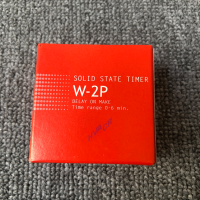 SOLID STATE TIMER
W-2P
DELAY ON MAKE
Time range 0-6 min.